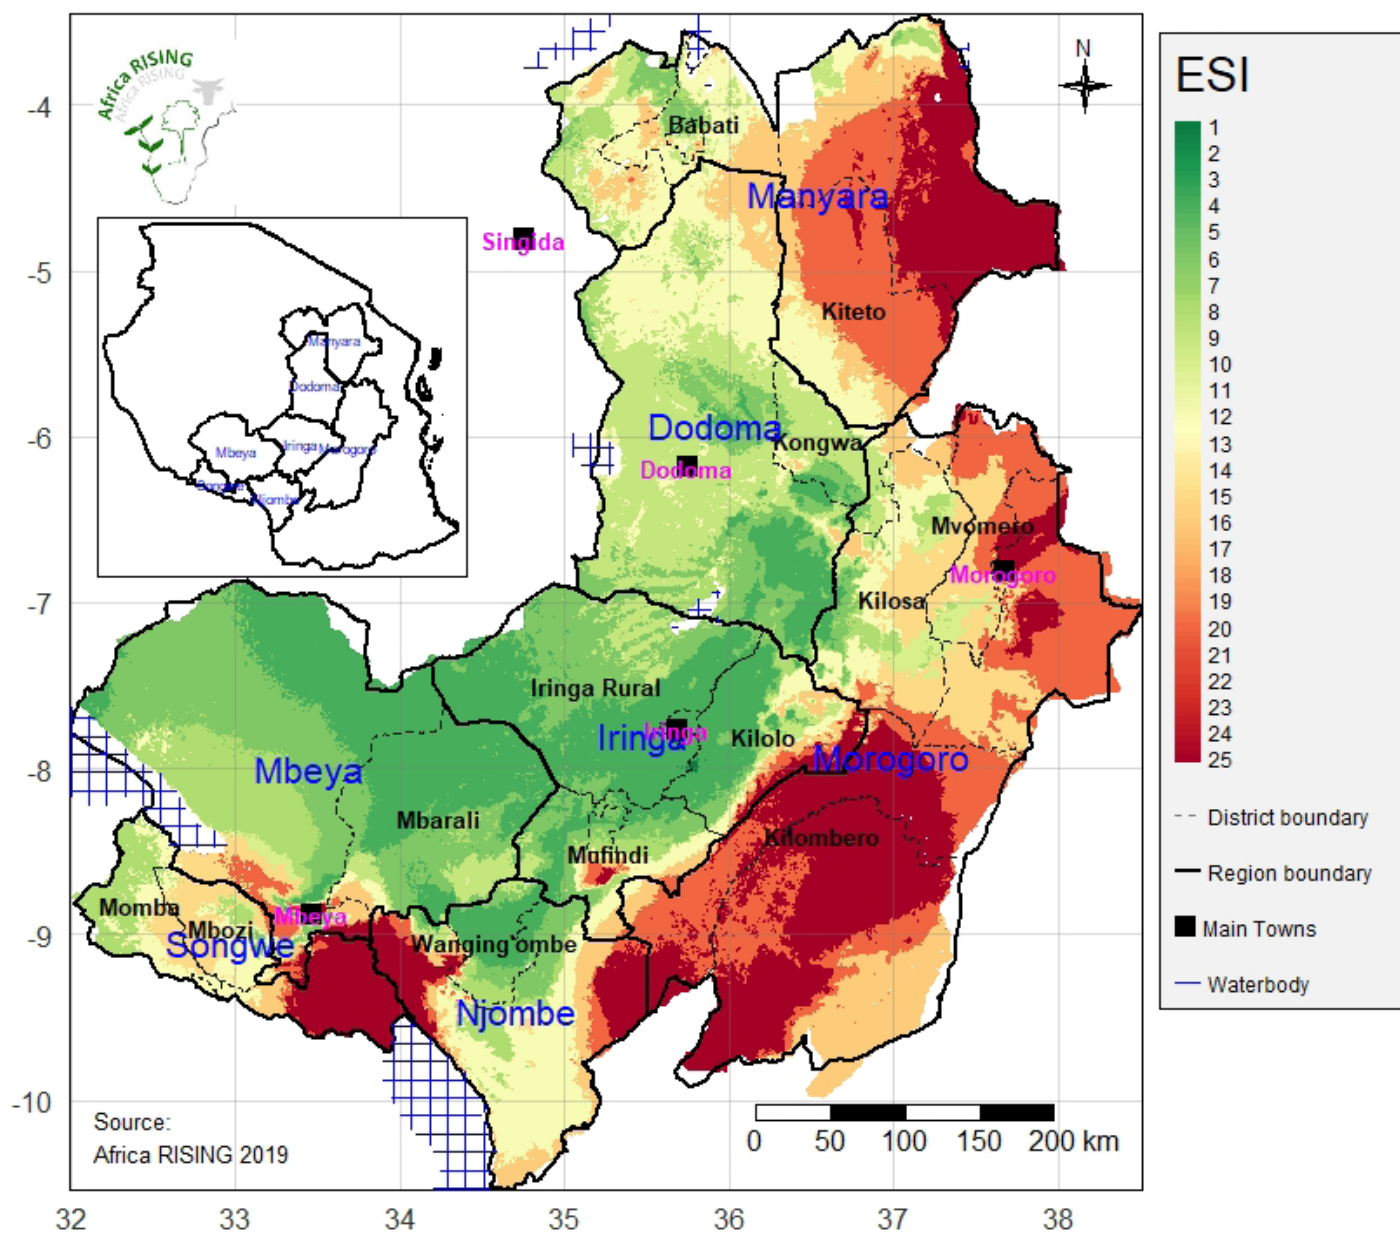 Africa RISING
Africa RISING
N
-4
-5
-6
-7
-8
-9
-10
32
33
34
35
36
37
38
Babati
Manyara
Singida
Kiteto
Dodoma
Kongwa
Dodoma
Mvomero
Morogoro
Kilosa
Iringa Rural
Iringa
Iringa
Kilolo
Morogoro
Mbeya
Mbarali
Kilombero
Mufindi
Momba
Mbozi
Mbeya
Songwe
Wanging'ombe
Njombe
Manyara
Dodoma
Iringa
Morogoro
Mbeya
Songwe
Njombe
Source:
Africa RISING 2019
0 50 100 150 200 km
ESI
1
2
3
4
5
6
7
8
9
10
11
12
13
14
15
16
17
18
19
20
21
22
23
24
25
District boundary
Region boundary
Main Towns
Waterbody